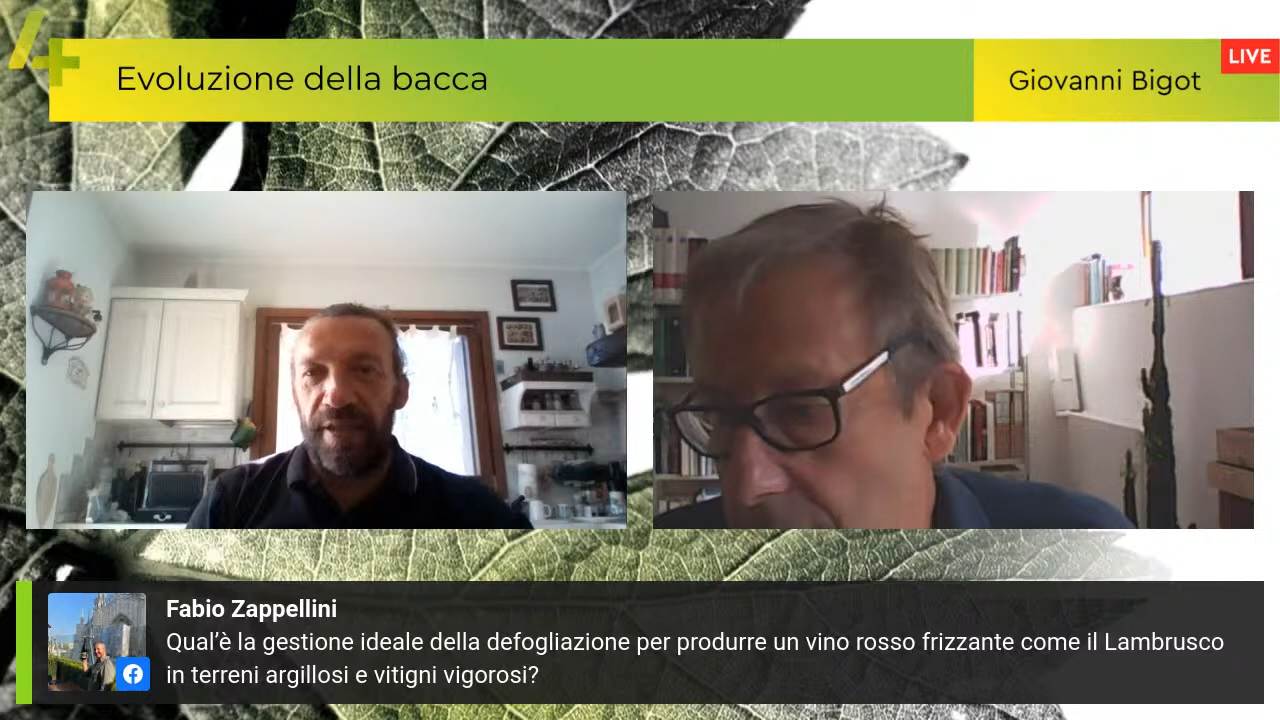 Evoluzione della bacca
Giovanni Bigot
LIVE
Fabio Zappellini
Qual’è la gestione ideale della defogliazione per produrre un vino rosso frizzante come il Lambrusco
in terreni argillosi e vitigni vigorosi?